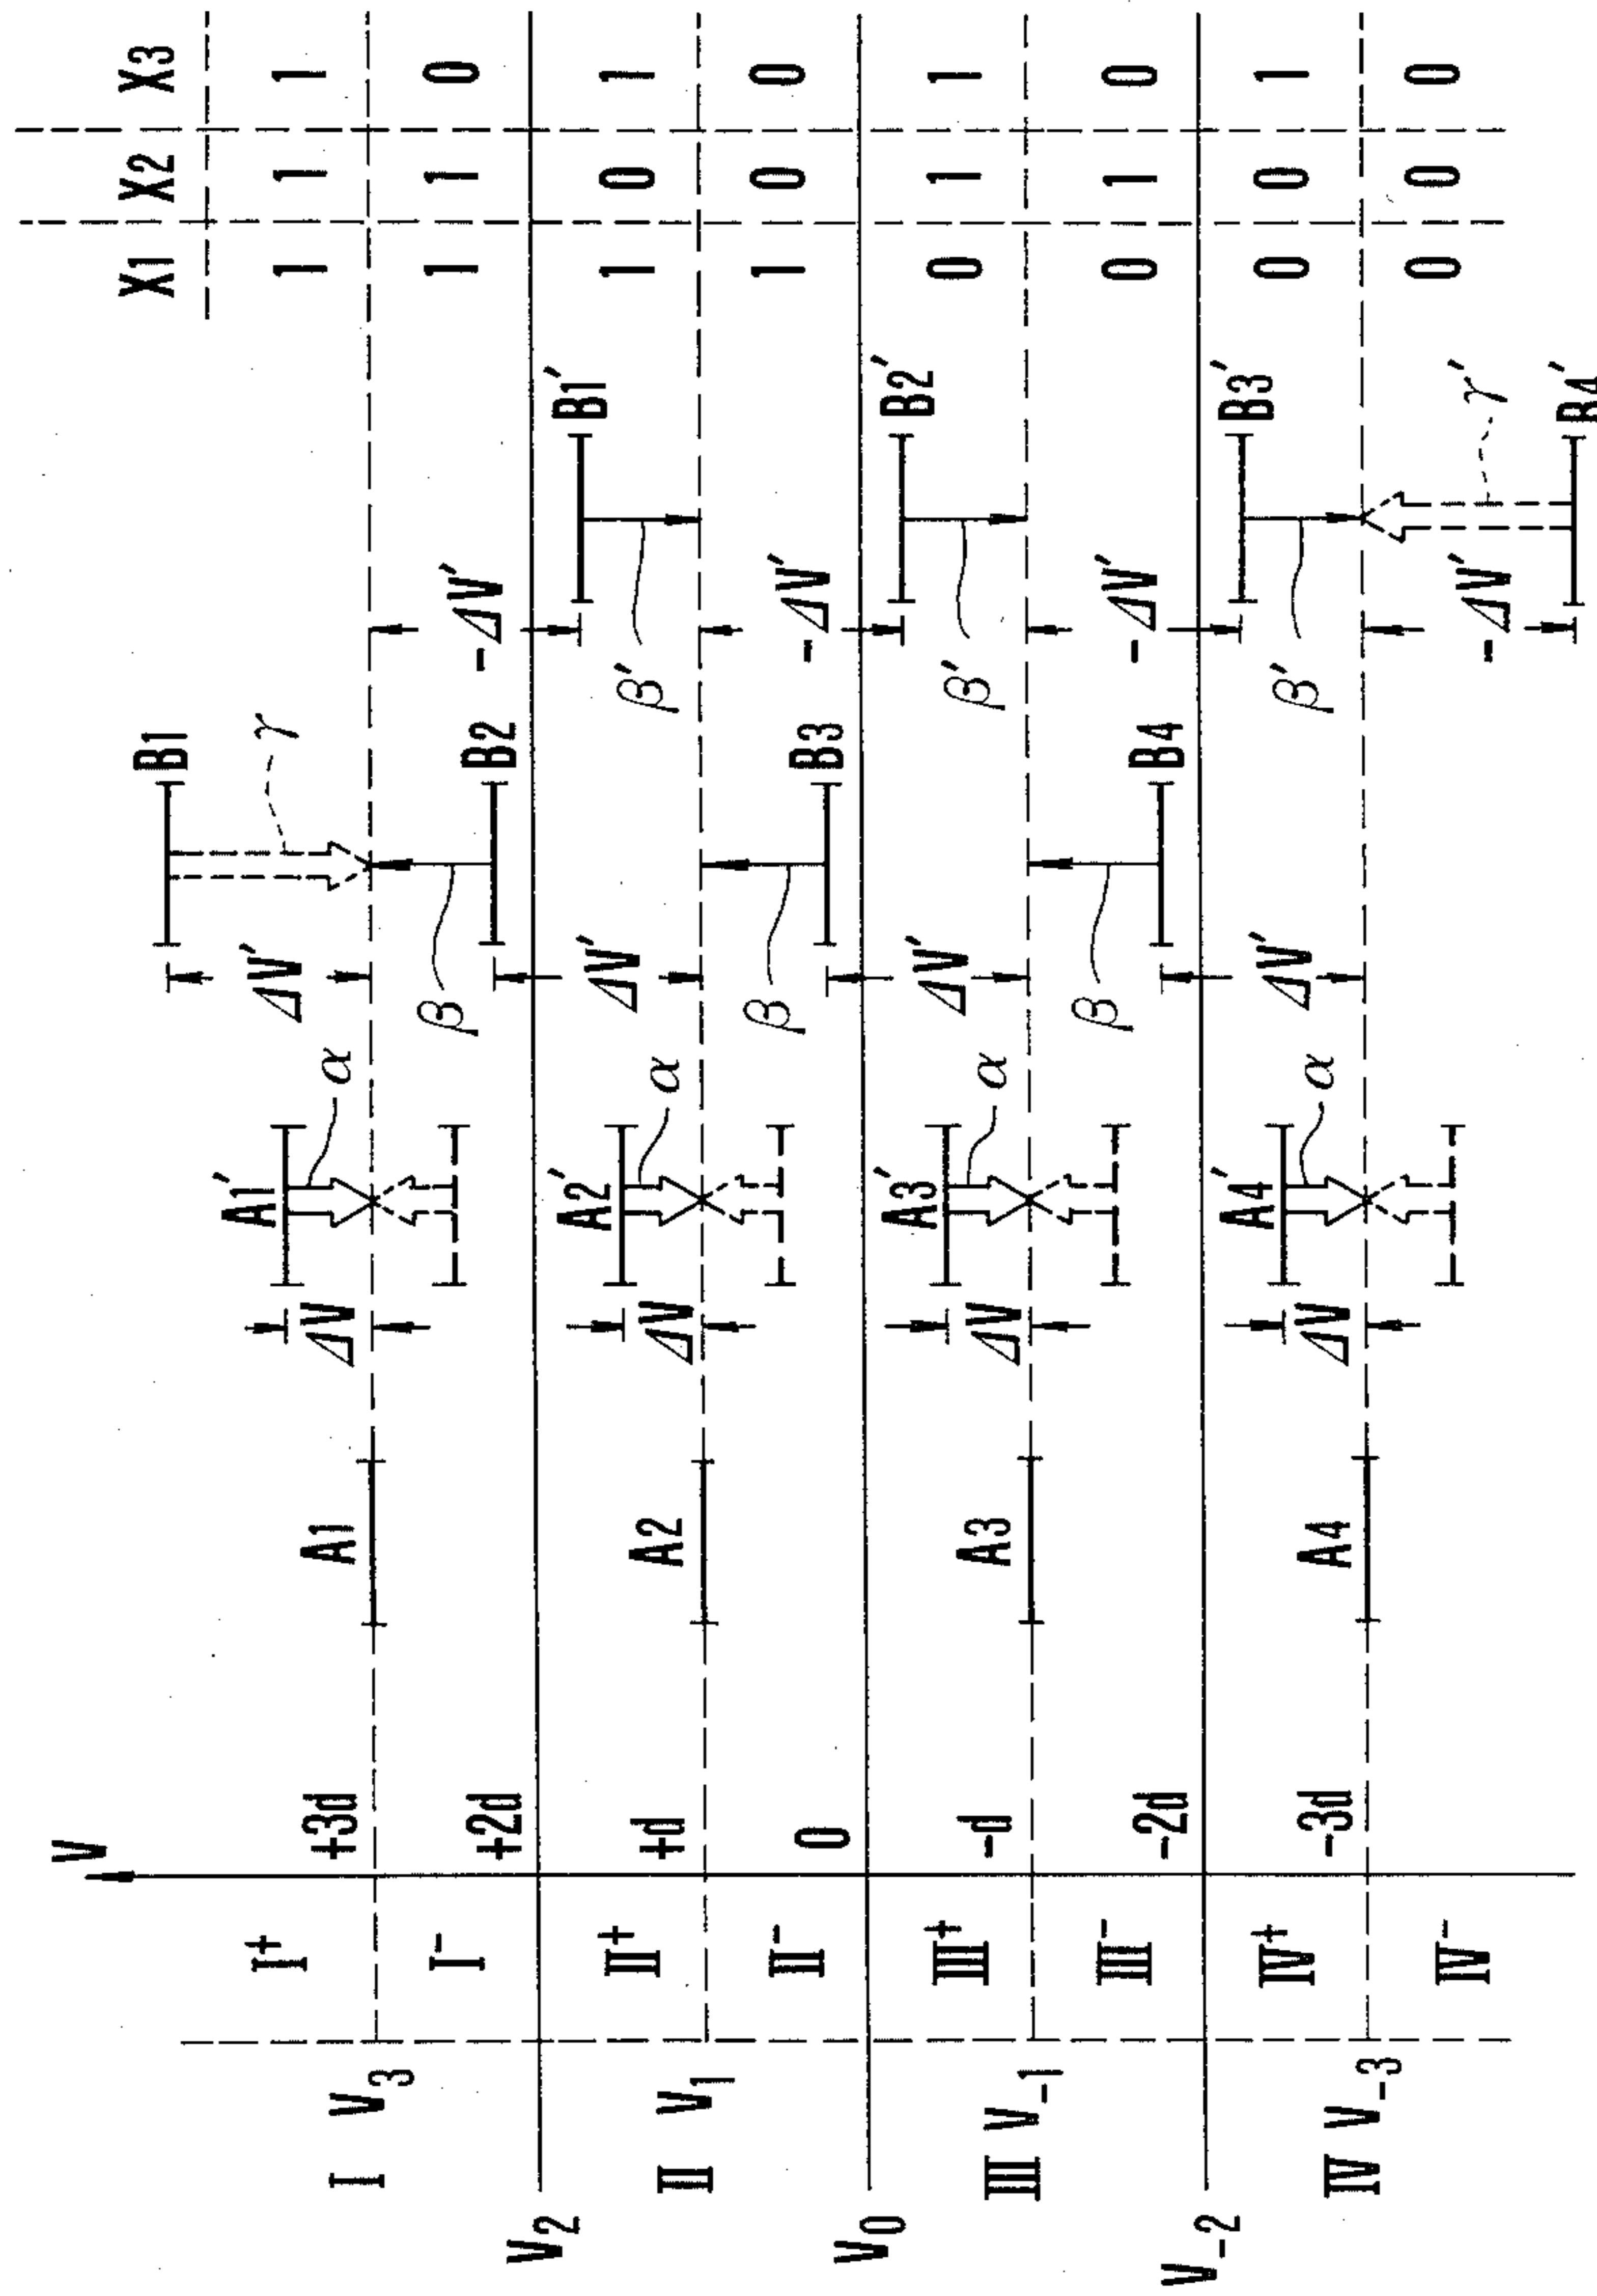 V
X1 X2 X3
I⁺ 1 1 1
I V₃ +3d A1 ΔV A1′ α ΔV′ B1 γ
I⁻ 1 1 0
β B2 -ΔV′
V₂ +2d
II⁺ 1 0 1
II V₁ +d A2 ΔV A2′ α ΔV′ β′ B1′
II⁻ 1 0 0
β B3 -ΔV′
V₀ 0
III⁺ 0 1 1
III V₋₁ -d A3 ΔV A3′ α ΔV′ β′ B2′
III⁻ 0 1 0
β B4 -ΔV′
V₋₂ -2d
IV⁺ 0 0 1
IV V₋₃ -3d A4 ΔV A4′ α ΔV′ β′ B3′
IV⁻ 0 0 0
-ΔV′ γ′ B4′